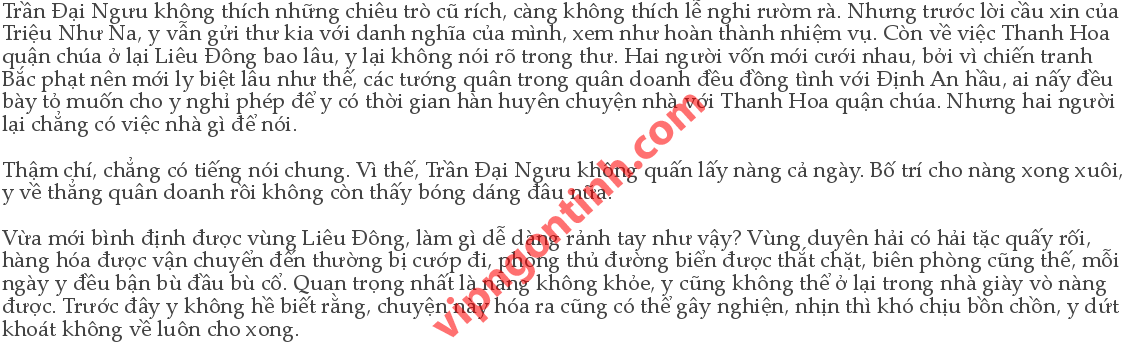 Trần Đại Ngưu không thích những chiêu trò cũ rích, càng không thích lễ nghi rườm rà. Nhưng trước lời cầu xin của
Triệu Như Na, y vẫn gửi thư kia với danh nghĩa của mình, xem như hoàn thành nhiệm vụ. Còn về việc Thanh Hoa
quận chúa ở lại Liêu Đông bao lâu, y lại không nói rõ trong thư. Hai người vốn mới cưới nhau, bởi vì chiến tranh
Bắc phạt nên mới ly biệt lâu như thế, các tướng quân trong quân doanh đều đồng tình với Định An hầu, ai nấy đều
bày tỏ muốn cho y nghỉ phép để y có thời gian hàn huyên chuyện nhà với Thanh Hoa quận chúa. Nhưng hai người
lại chẳng có việc nhà gì để nói.
Thậm chí, chẳng có tiếng nói chung. Vì thế, Trần Đại Ngưu không quấn lấy nàng cả ngày. Bố trí cho nàng xong xuôi,
y về thẳng quân doanh rồi không còn thấy bóng dáng đâu nữa.
Vừa mới bình định được vùng Liêu Đông, làm gì dễ dàng rảnh tay như vậy? Vùng duyên hải có hải tặc quấy rối,
hàng hóa được vận chuyển đến thường bị cướp đi, phòng thủ đường biển được thắt chặt, biên phòng cũng thế, mỗi
ngày y đều bận bù đầu bù cổ. Quan trọng nhất là nàng không khỏe, y cũng không thể ở lại trong nhà giày vò nàng
được. Trước đây y không hề biết rằng, chuyện này hóa ra cũng có thể gây nghiện, nhịn thì khó chịu bồn chồn, y dứt
khoát không về luôn cho xong.
vipngontinh.com